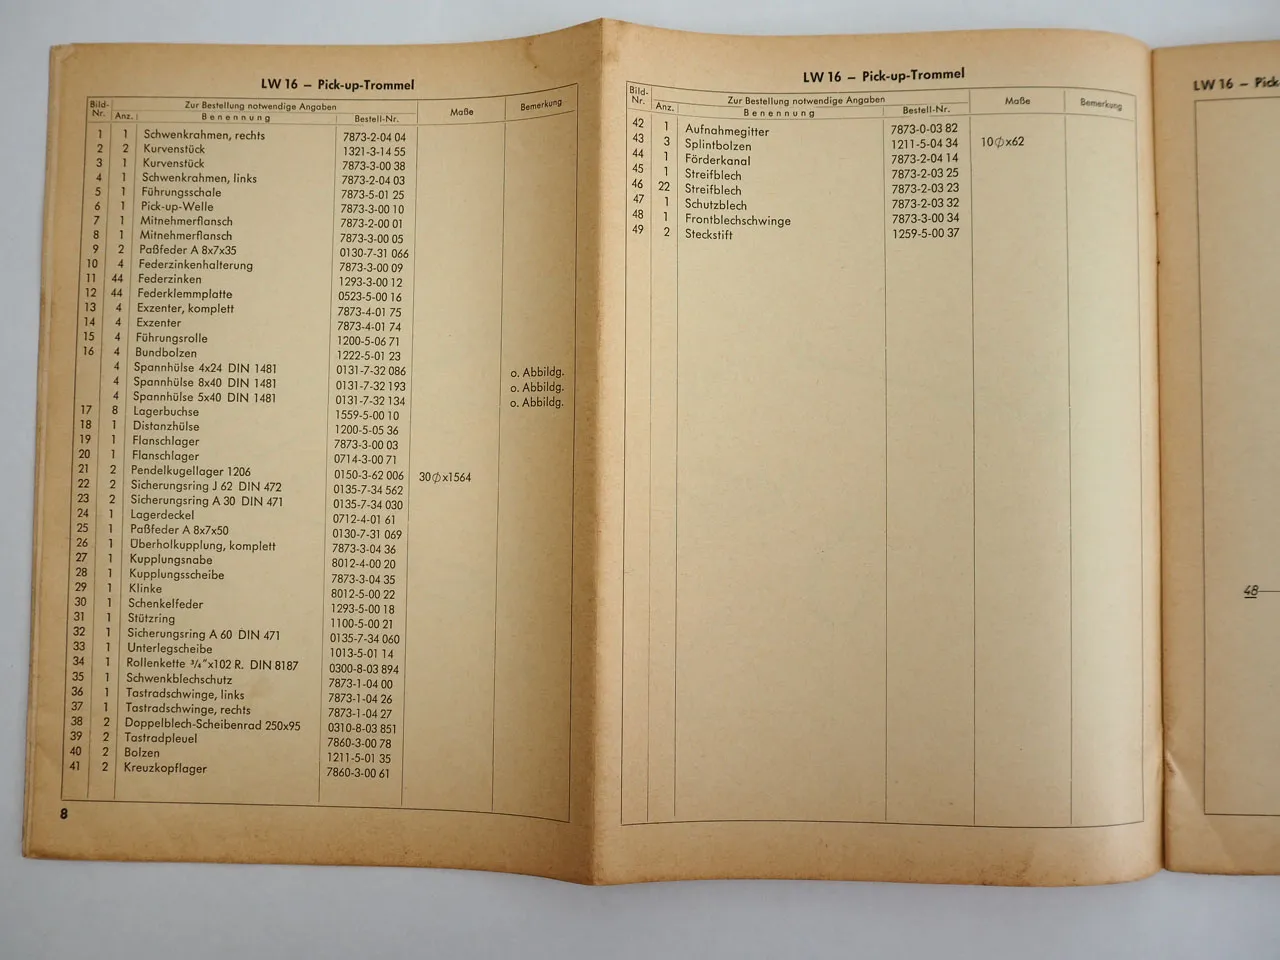 LW 16 – Pick-up-Trommel
Bild-Nr. Anz. Zur Bestellung notwendige Angaben Maße Bemerkung
Benennung Bestell-Nr.
1 1 Schwenkrahmen, rechts 7873-2-04 04
2 2 Kurvenstück 1321-3-14 55
3 1 Kurvenstück 7873-3-00 38
4 1 Schwenkrahmen, links 7873-2-04 03
5 1 Führungsschale 7873-5-01 25
6 1 Pick-up-Welle 7873-3-00 10
7 1 Mitnehmerflansch 7873-2-00 01
8 1 Mitnehmerflansch 7873-3-00 05
9 2 Paßfeder A 8x7x35 0130-7-31 066
10 4 Federzinkenhalterung 7873-3-00 09
11 44 Federzinken 1293-3-00 12
12 44 Federklemmplatte 0523-5-00 16
13 4 Exzenter, komplett 7873-4-01 75
14 4 Exzenter 7873-4-01 74
15 4 Führungsrolle 1200-5-06 71
16 4 Bundbolzen 1222-5-01 23
4 Spannhülse 4x24 DIN 1481 0131-7-32 086 o. Abbildg.
4 Spannhülse 8x40 DIN 1481 0131-7-32 193 o. Abbildg.
4 Spannhülse 5x40 DIN 1481 0131-7-32 134 o. Abbildg.
17 8 Lagerbuchse 1559-5-00 10
18 1 Distanzhülse 1200-5-05 36
19 1 Flanschlager 7873-3-00 03
20 1 Flanschlager 0714-3-00 71
21 2 Pendelkugellager 1206 0150-3-62 006 30∅x1564
22 2 Sicherungsring J 62 DIN 472 0135-7-34 562
23 2 Sicherungsring A 30 DIN 471 0135-7-34 030
24 1 Lagerdeckel 0712-4-01 61
25 1 Paßfeder A 8x7x50 0130-7-31 069
26 1 Überholkupplung, komplett 7873-3-04 36
27 1 Kupplungsnabe 8012-4-00 20
28 1 Kupplungsscheibe 7873-3-04 35
29 1 Klinke 8012-5-00 22
30 1 Schenkelfeder 1293-5-00 18
31 1 Stützring 1100-5-00 21
32 1 Sicherungsring A 60 DIN 471 0135-7-34 060
33 1 Unterlegscheibe 1013-5-01 14
34 1 Rollenkette ¾"x102 R. DIN 8187 0300-8-03 894
35 1 Schwenkblechschutz 7873-1-04 00
36 1 Tastradschwinge, links 7873-1-04 26
37 1 Tastradschwinge, rechts 7873-1-04 27
38 2 Doppelblech-Scheibenrad 250x95 0310-8-03 851
39 2 Tastradpleuel 7860-3-00 78
40 2 Bolzen 1211-5-01 35
41 2 Kreuzkopflager 7860-3-00 61
8
LW 16 – Pick-up-Trommel
Bild-Nr. Anz. Zur Bestellung notwendige Angaben Maße Bemerkung
Benennung Bestell-Nr.
42 1 Aufnahmegitter 7873-0-03 82
43 3 Splintbolzen 1211-5-04 34 10∅x62
44 1 Förderkanal 7873-2-04 14
45 1 Streifblech 7873-2-03 25
46 22 Streifblech 7873-2-03 23
47 1 Schutzblech 7873-2-03 32
48 1 Frontblechschwinge 7873-3-00 34
49 2 Steckstift 1259-5-00 37
LW 16 – Pick
48